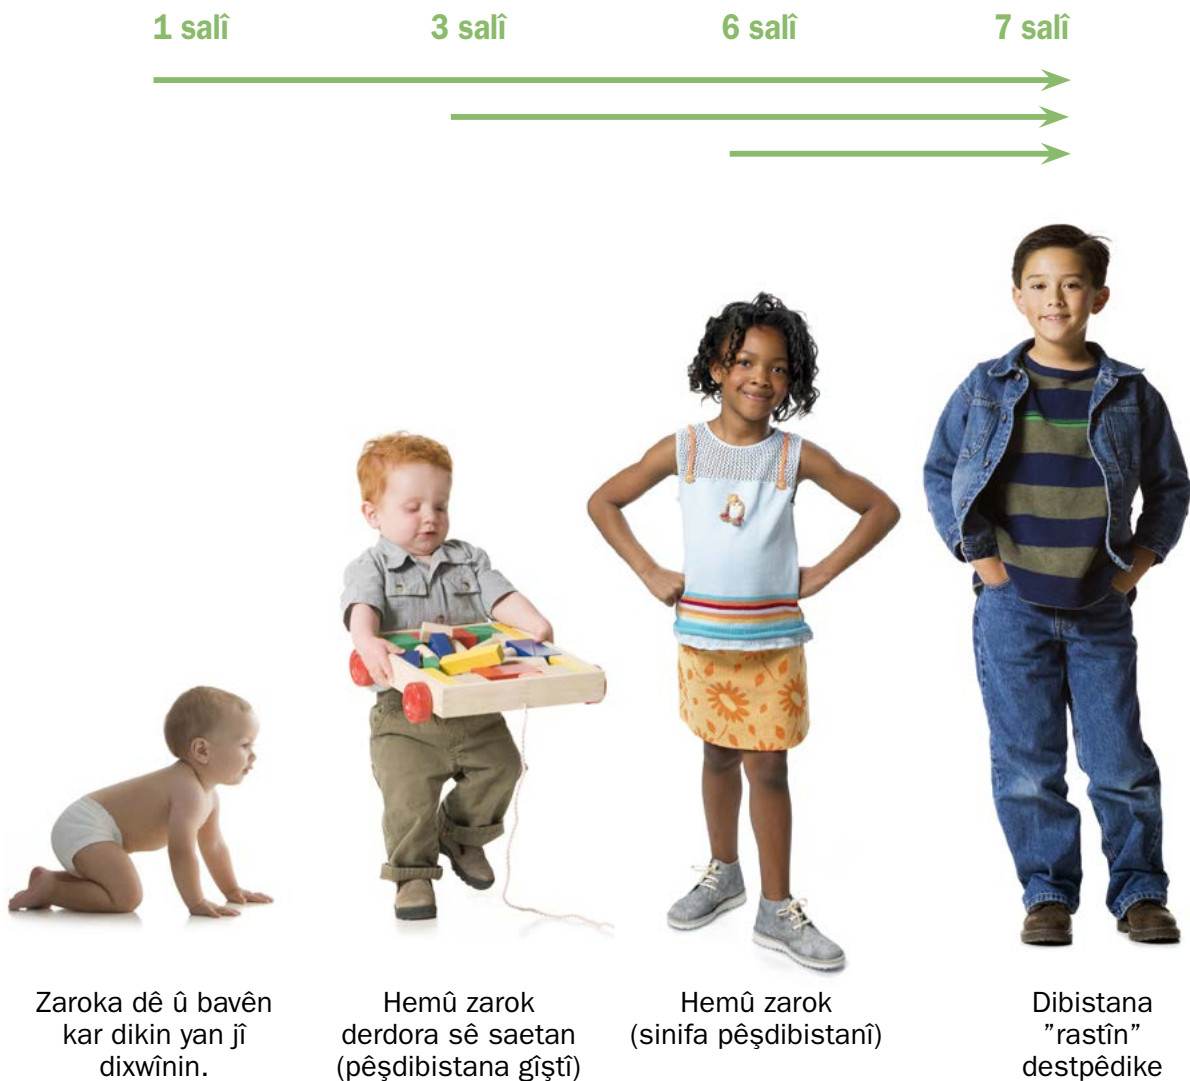 1 salî
3 salî
6 salî
7 salî
Zaroka dê û bavên
kar dikin yan jî
dixwînin.
Hemû zarok
derdora sê saetan
(pêşdibistana gîştî)
Hemû zarok
(sinifa pêşdibistanî)
Dibistana
”rastîn”
destpêdike